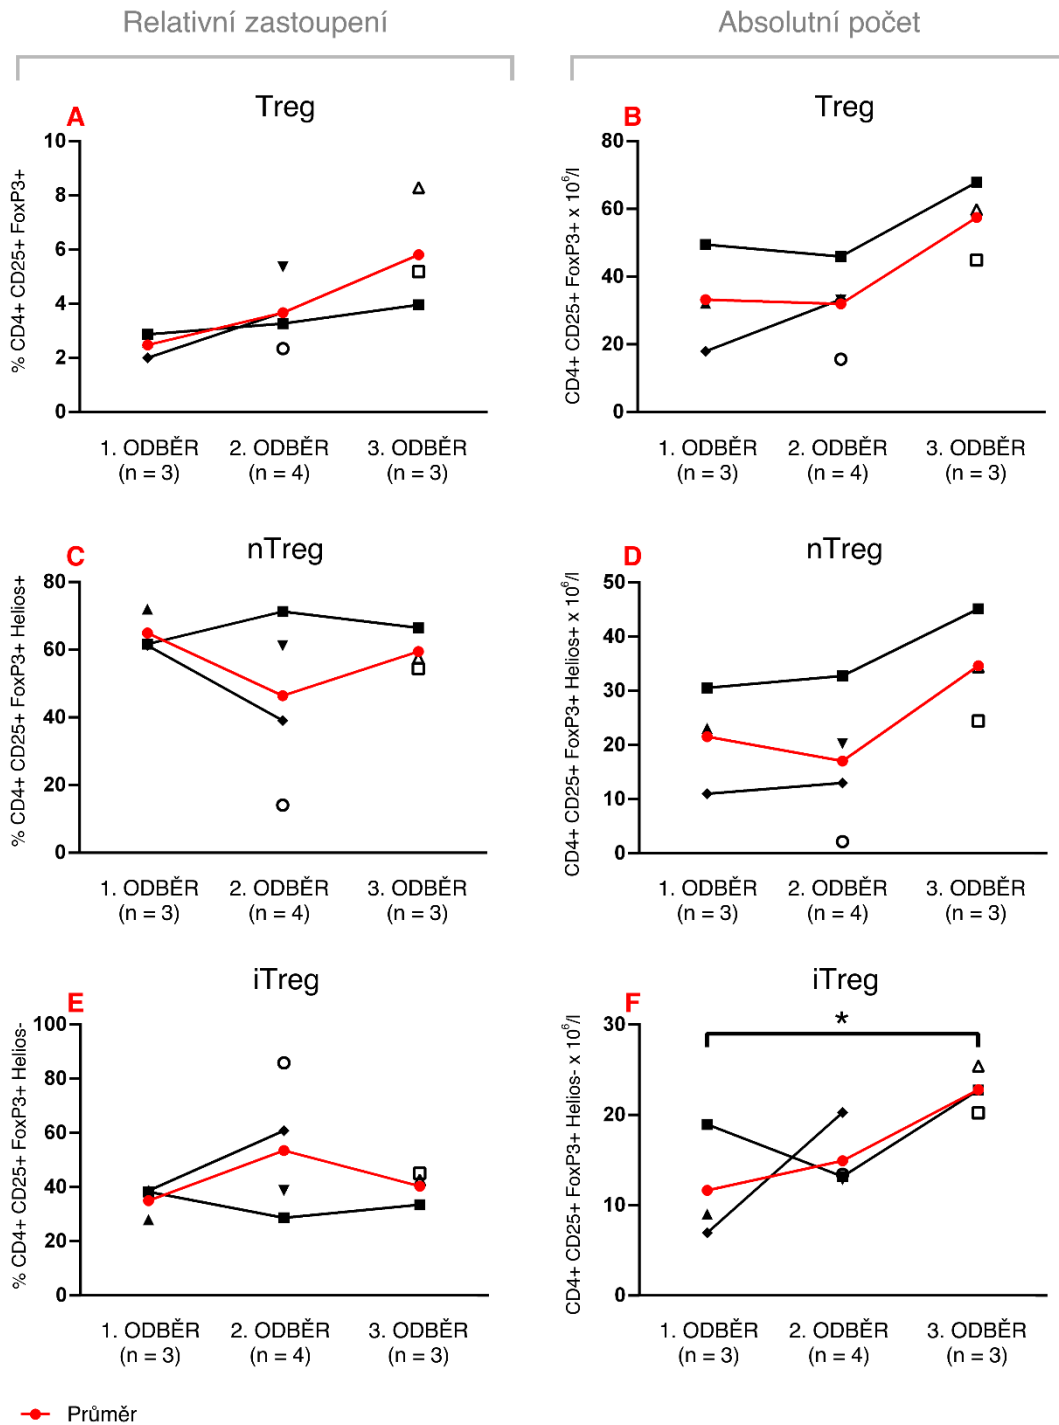 Relativní zastoupení
Absolutní počet
A
Treg
% CD4+ CD25+ FoxP3+
10
8
6
4
2
0
1. ODBĚR
(n = 3)
2. ODBĚR
(n = 4)
3. ODBĚR
(n = 3)
B
Treg
CD4+ CD25+ FoxP3+ x 10⁶/l
80
60
40
20
0
1. ODBĚR
(n = 3)
2. ODBĚR
(n = 4)
3. ODBĚR
(n = 3)
C
nTreg
% CD4+ CD25+ FoxP3+ Helios+
80
60
40
20
0
1. ODBĚR
(n = 3)
2. ODBĚR
(n = 4)
3. ODBĚR
(n = 3)
D
nTreg
CD4+ CD25+ FoxP3+ Helios+ x 10⁶/l
50
40
30
20
10
0
1. ODBĚR
(n = 3)
2. ODBĚR
(n = 4)
3. ODBĚR
(n = 3)
E
iTreg
% CD4+ CD25+ FoxP3+ Helios-
100
80
60
40
20
0
1. ODBĚR
(n = 3)
2. ODBĚR
(n = 4)
3. ODBĚR
(n = 3)
F
iTreg
CD4+ CD25+ FoxP3+ Helios- x 10⁶/l
30
20
10
0
*
1. ODBĚR
(n = 3)
2. ODBĚR
(n = 4)
3. ODBĚR
(n = 3)
Průměr